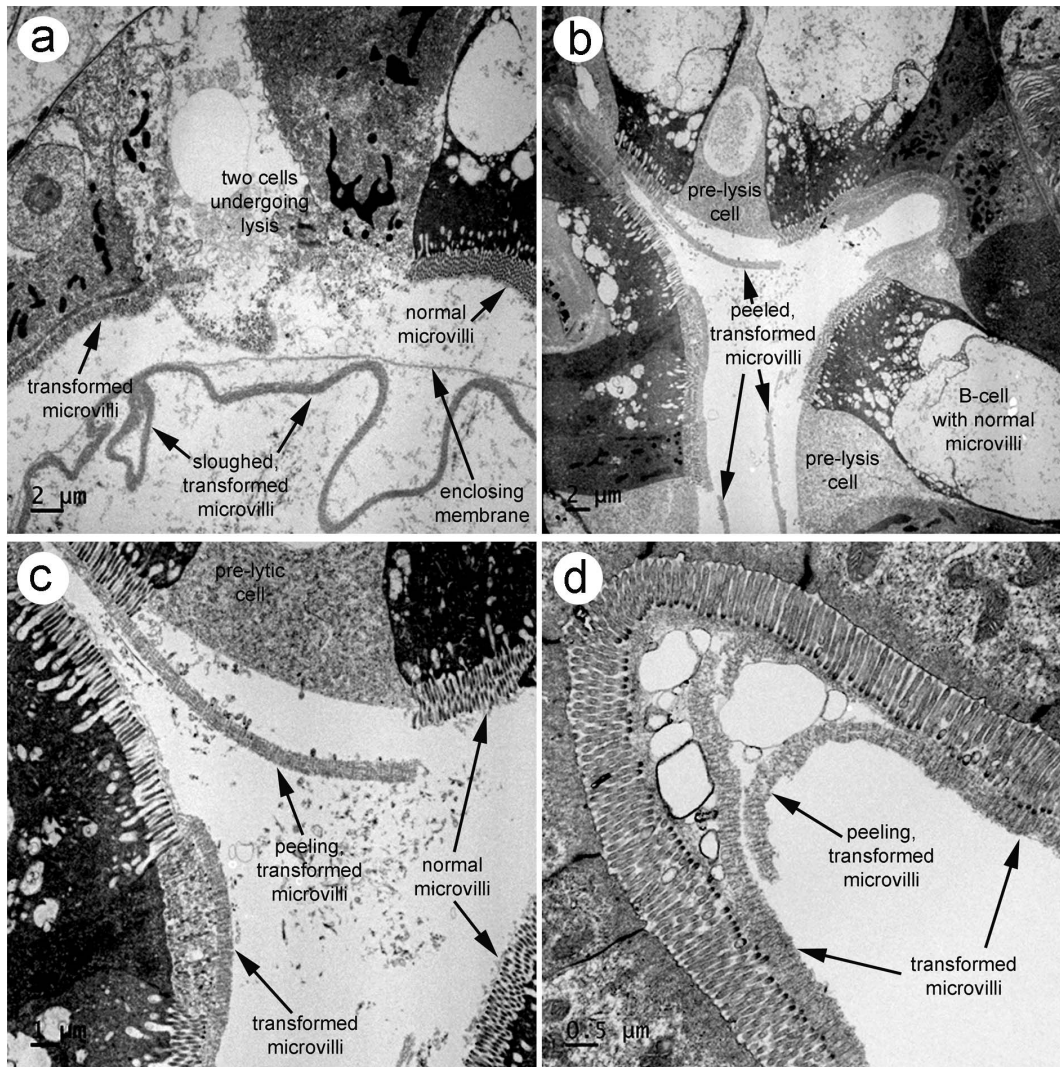 a
two cells
undergoing
lysis
normal
microvilli
transformed
microvilli
sloughed,
transformed
microvilli
enclosing
membrane
2 µm
b
pre-lysis
cell
peeled,
transformed
microvilli
B-cell
with normal
microvilli
pre-lysis
cell
2 µm
c
pre-lytic
cell
peeling,
transformed
microvilli
normal
microvilli
transformed
microvilli
1 µm
d
peeling,
transformed
microvilli
transformed
microvilli
0.5 µm